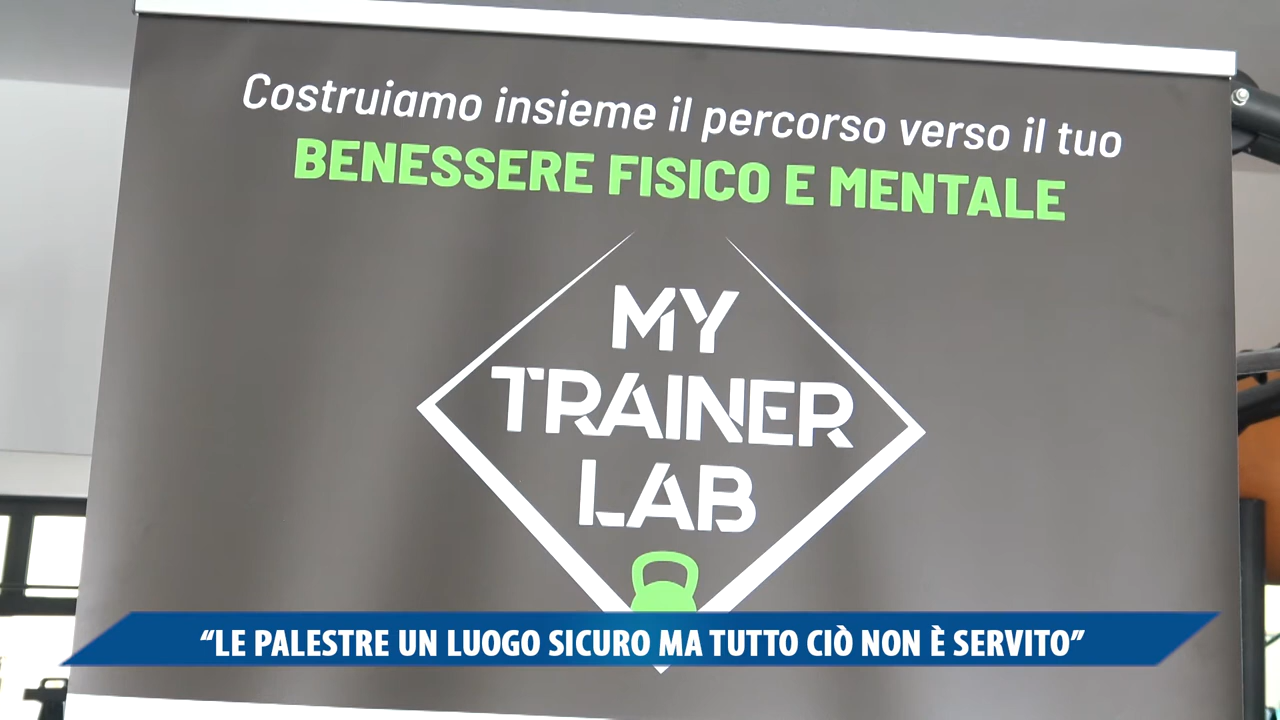 Costruiamo insieme il percorso verso il tuo
BENESSERE FISICO E MENTALE
MY
TRAINER
LAB
“LE PALESTRE UN LUOGO SICURO MA TUTTO CIÒ NON È SERVITO”